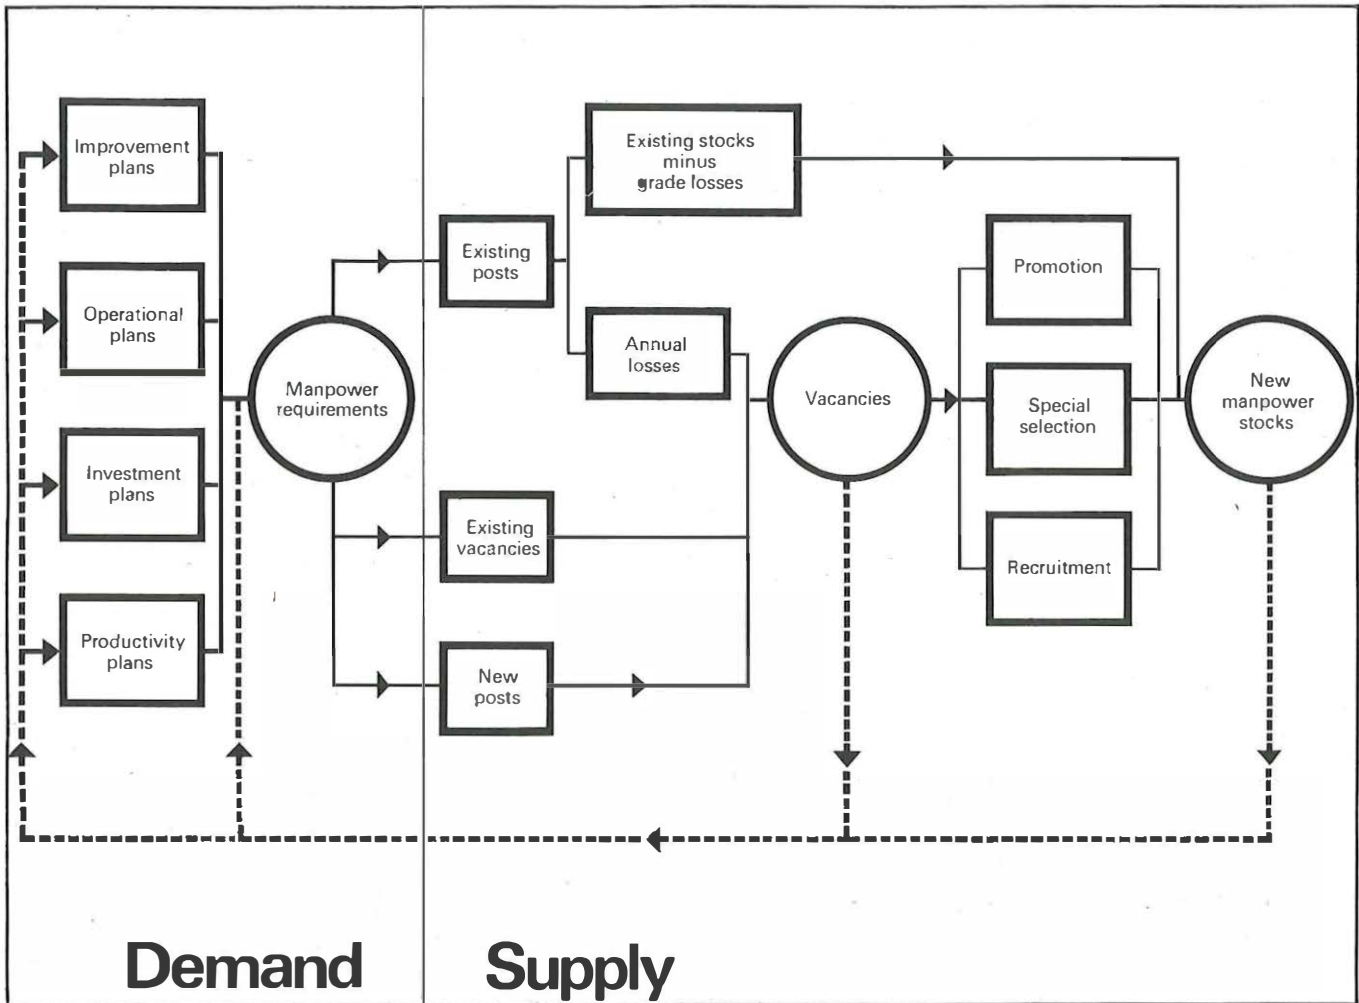 Improvement
plans
Operational
plans
Investment
plans
Productivity
plans
Manpower
requirements
Existing
posts
Existing stocks
minus
grade losses
Annual
losses
Existing
vacancies
New
posts
Vacancies
Promotion
Special
selection
Recruitment
New
manpower
stocks
Demand
Supply